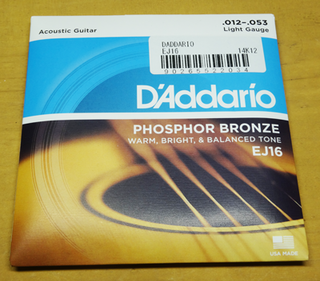 Acoustic Guitar
.012-.053
Light Gauge
DADDARIO
EJ16 14K12
90265522034
D'Addario
PHOSPHOR BRONZE
WARM, BRIGHT, & BALANCED TONE
EJ16
USA MADE